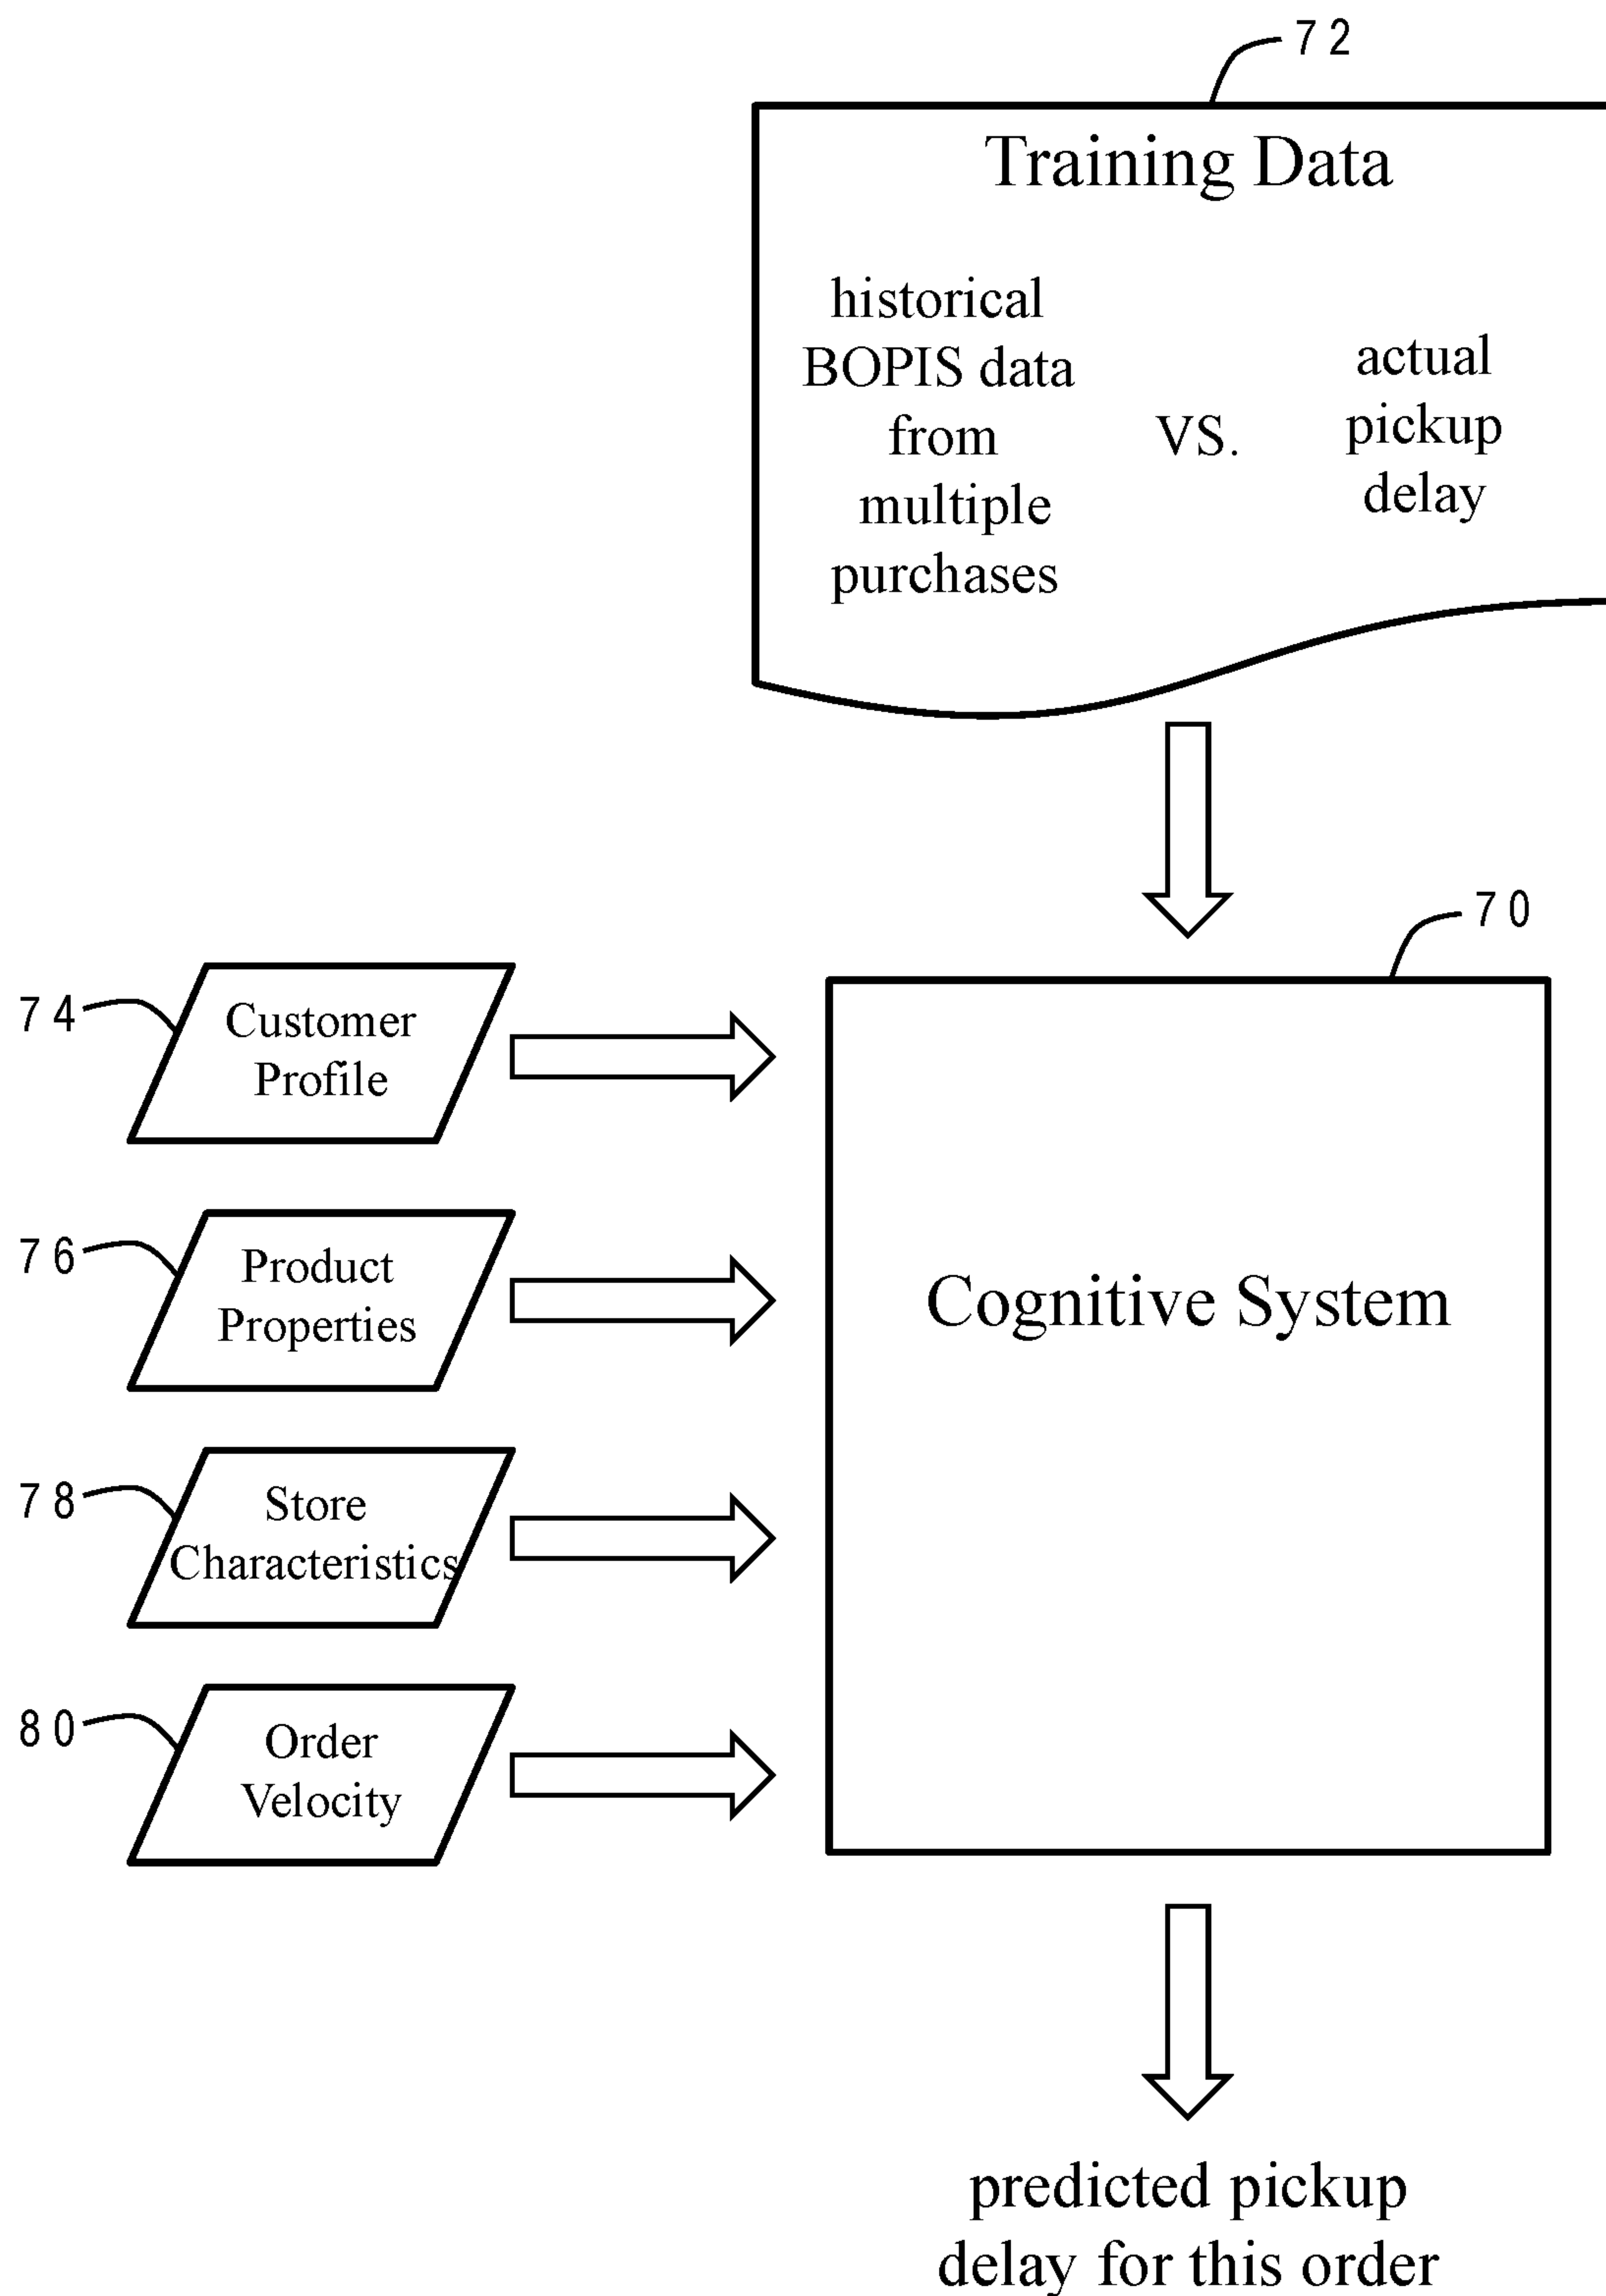 72
Training Data
historical
BOPIS data
from
multiple
purchases
VS.
actual
pickup
delay
70
74
Customer
Profile
76
Product
Properties
78
Store
Characteristics
80
Order
Velocity
Cognitive System
predicted pickup
delay for this order